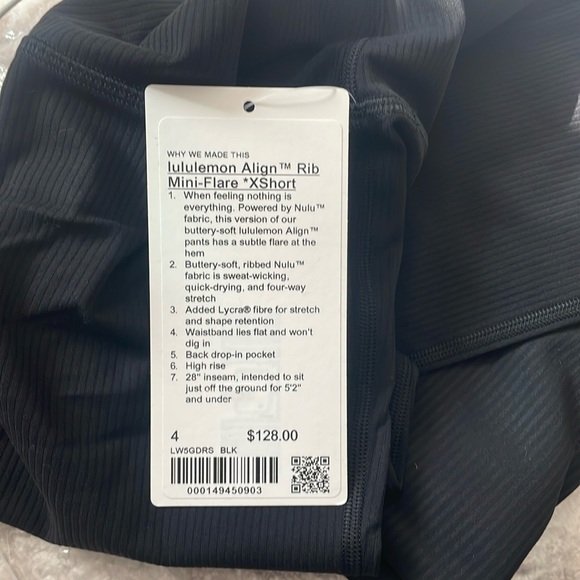 WHY WE MADE THIS
lululemon Align™ Rib
Mini-Flare *XShort
1. When feeling nothing is
everything. Powered by Nulu™
fabric, this version of our
buttery-soft lululemon Align™
pants has a subtle flare at the
hem
2. Buttery-soft, ribbed Nulu™
fabric is sweat-wicking,
quick-drying, and four-way
stretch
3. Added Lycra® fibre for stretch
and shape retention
4. Waistband lies flat and won't
dig in
5. Back drop-in pocket
6. High rise
7. 28" inseam, intended to sit
just off the ground for 5'2"
and under
4 $128.00
LW5GDRS BLK
000149450903